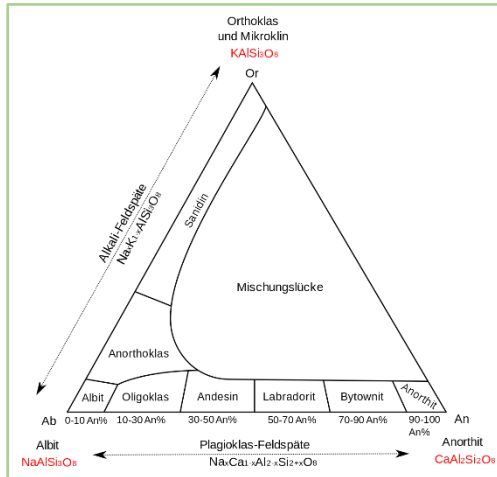 Orthoklas
und Mikroklin
KAlSi₃O₈
Or
Alkali-Feldspäte
NaₓK₁₋ₓAlSi₃O₈
Sanidin
Mischungslücke
Anorthoklas
Albit
Oligoklas
Andesin
Labradorit
Bytownit
Anorthit
Ab
0-10 An%
10-30 An%
30-50 An%
50-70 An%
70-90 An%
90-100
An%
An
Albit
NaAlSi₃O₈
Plagioklas-Feldspäte
NaₓCa₁₋ₓAl₂₋ₓSi₂₊ₓO₈
Anorthit
CaAl₂Si₂O₈